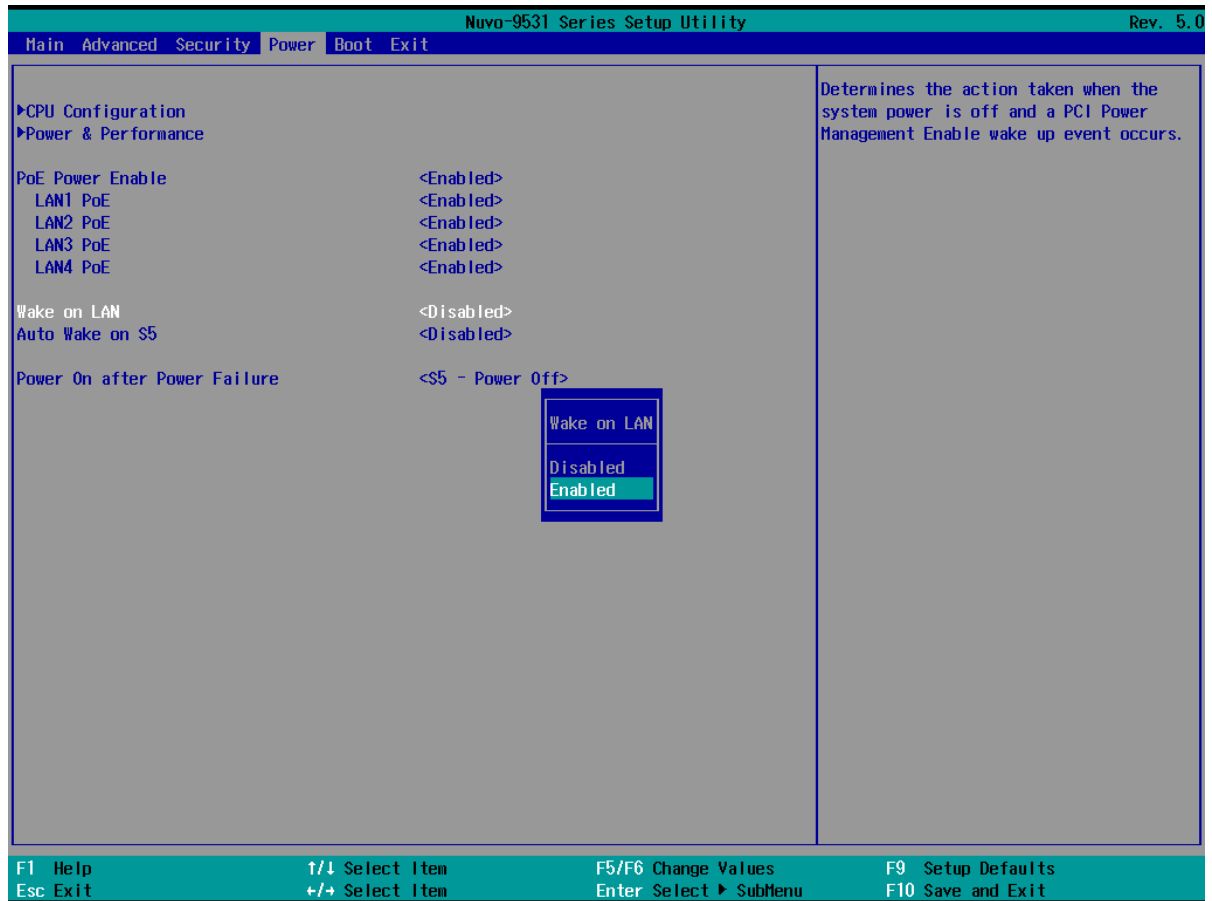 Nuvo-9531 Series Setup Utility Rev. 5.0
Main Advanced Security Power Boot Exit
▶CPU Configuration
▶Power & Performance
PoE Power Enable <Enabled>
LAN1 PoE <Enabled>
LAN2 PoE <Enabled>
LAN3 PoE <Enabled>
LAN4 PoE <Enabled>
Wake on LAN <Disabled>
Auto Wake on S5 <Disabled>
Power On after Power Failure <S5 - Power Off>
Wake on LAN
Disabled
Enabled
Determines the action taken when the
system power is off and a PCI Power
Management Enable wake up event occurs.
F1 Help ↑/↓ Select Item F5/F6 Change Values F9 Setup Defaults
Esc Exit ←/→ Select Item Enter Select ▶ SubMenu F10 Save and Exit